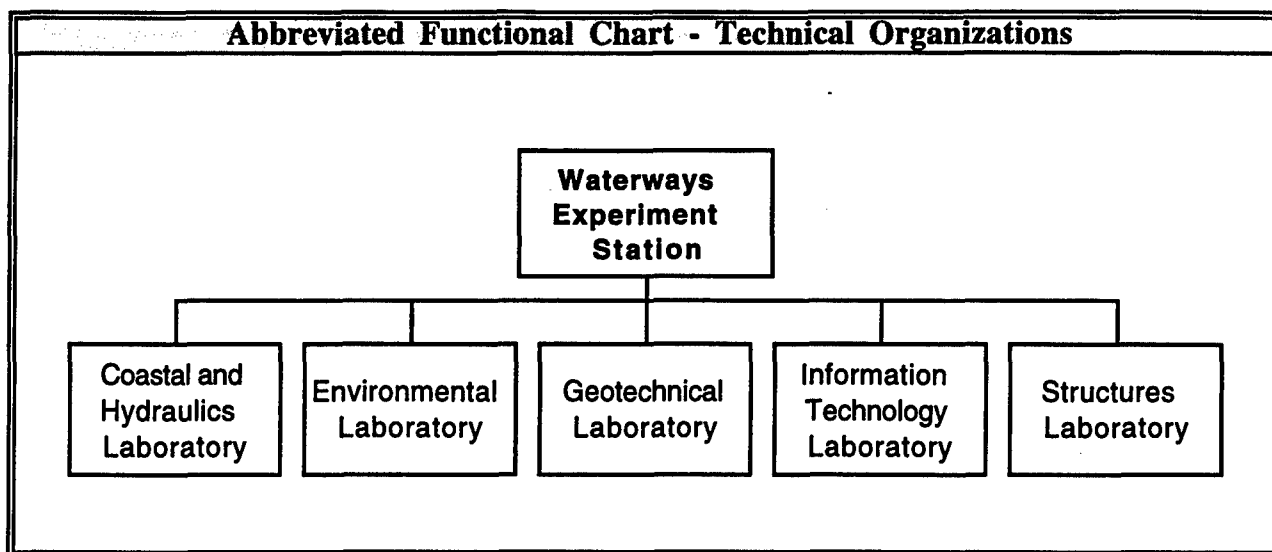 Abbreviated Functional Chart - Technical Organizations
Waterways
Experiment
Station
Coastal and
Hydraulics
Laboratory
Environmental
Laboratory
Geotechnical
Laboratory
Information
Technology
Laboratory
Structures
Laboratory